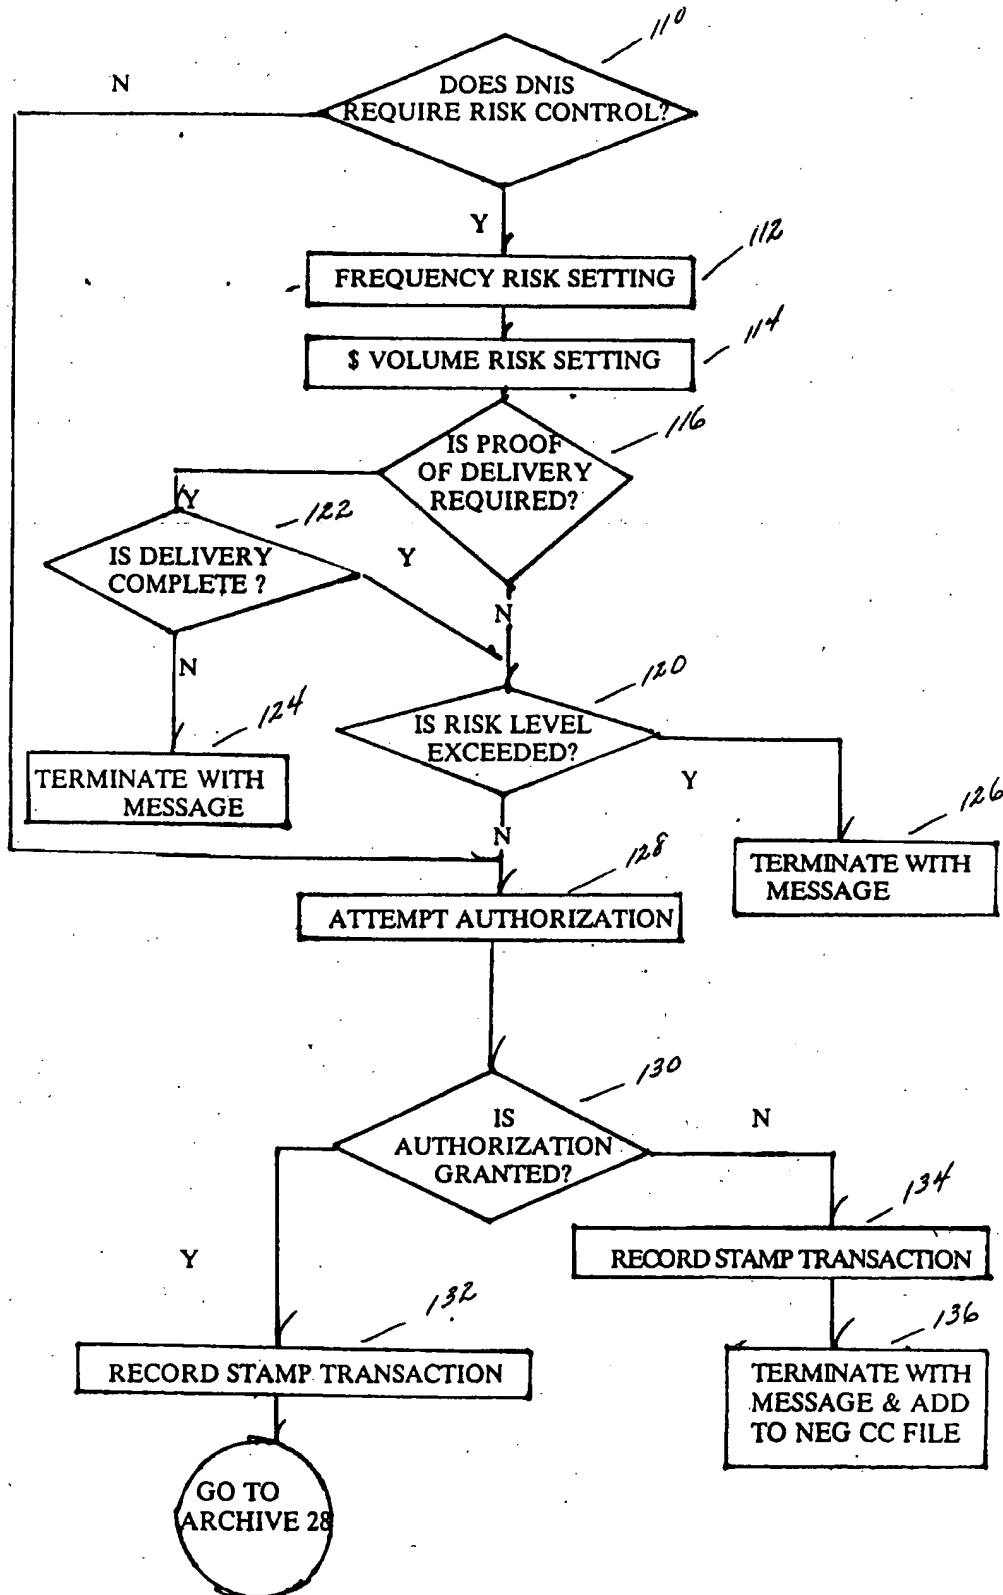 110
N
DOES DNIS
REQUIRE RISK CONTROL?
Y
112
FREQUENCY RISK SETTING
114
$ VOLUME RISK SETTING
116
IS PROOF
OF DELIVERY
REQUIRED?
Y
122
IS DELIVERY
COMPLETE ?
Y
N
N
120
IS RISK LEVEL
EXCEEDED?
124
TERMINATE WITH
MESSAGE
Y
126
N
128
TERMINATE WITH
MESSAGE
ATTEMPT AUTHORIZATION
130
IS
AUTHORIZATION
GRANTED?
N
134
Y
RECORD STAMP TRANSACTION
132
136
RECORD STAMP TRANSACTION
TERMINATE WITH
MESSAGE & ADD
TO NEG CC FILE
GO TO
ARCHIVE 28